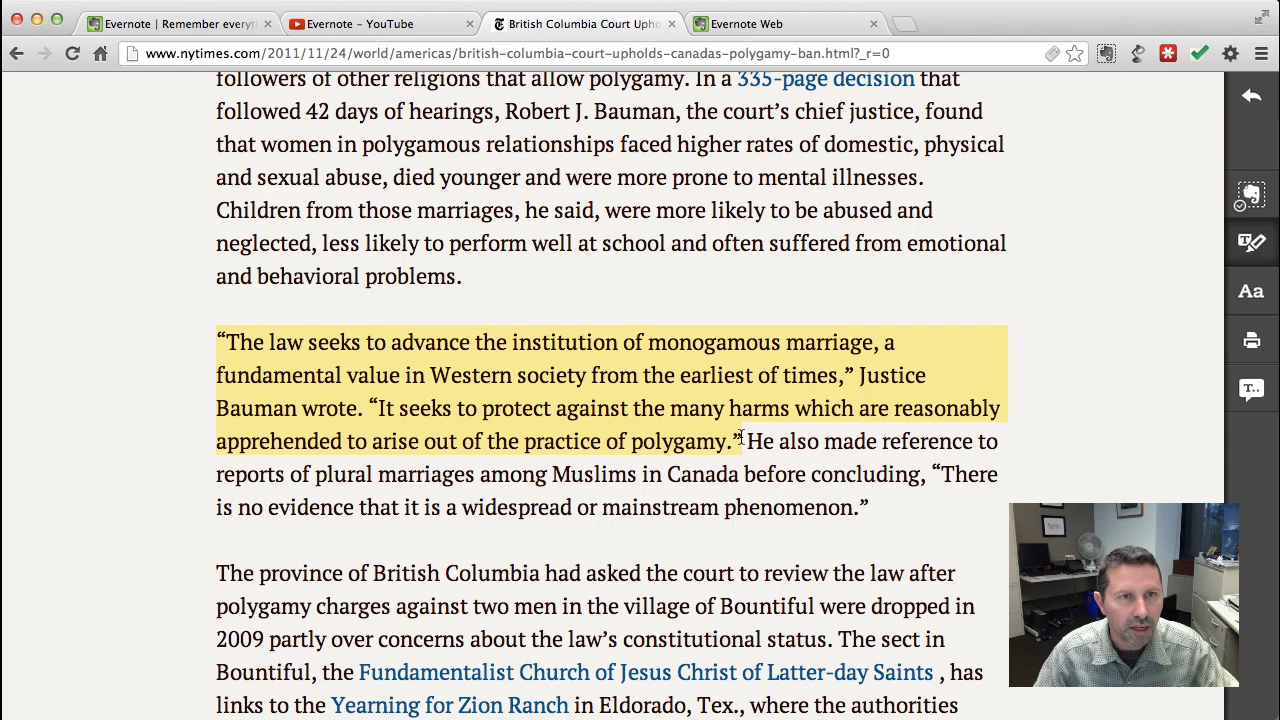 Evernote | Remember everyt
Evernote – YouTube
British Columbia Court Upho
Evernote Web
www.nytimes.com/2011/11/24/world/americas/british-columbia-court-upholds-canadas-polygamy-ban.html?_r=0
followers of other religions that allow polygamy. In a 335-page decision that
followed 42 days of hearings, Robert J. Bauman, the court’s chief justice, found
that women in polygamous relationships faced higher rates of domestic, physical
and sexual abuse, died younger and were more prone to mental illnesses.
Children from those marriages, he said, were more likely to be abused and
neglected, less likely to perform well at school and often suffered from emotional
and behavioral problems.
“The law seeks to advance the institution of monogamous marriage, a
fundamental value in Western society from the earliest of times,” Justice
Bauman wrote. “It seeks to protect against the many harms which are reasonably
apprehended to arise out of the practice of polygamy.” He also made reference to
reports of plural marriages among Muslims in Canada before concluding, “There
is no evidence that it is a widespread or mainstream phenomenon.”
The province of British Columbia had asked the court to review the law after
polygamy charges against two men in the village of Bountiful were dropped in
2009 partly over concerns about the law’s constitutional status. The sect in
Bountiful, the Fundamentalist Church of Jesus Christ of Latter-day Saints , has
links to the Yearning for Zion Ranch in Eldorado, Tex., where the authorities
T
Aa
T..